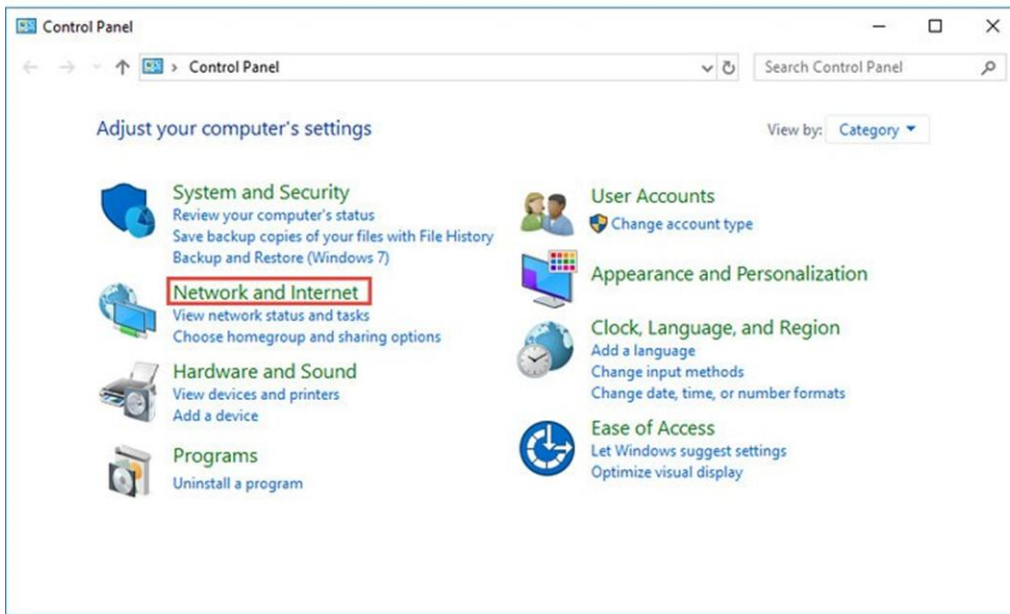 Control Panel
Control Panel
Search Control Panel
Adjust your computer's settings
View by: Category
System and Security
Review your computer's status
Save backup copies of your files with File History
Backup and Restore (Windows 7)
Network and Internet
View network status and tasks
Choose homegroup and sharing options
Hardware and Sound
View devices and printers
Add a device
Programs
Uninstall a program
User Accounts
Change account type
Appearance and Personalization
Clock, Language, and Region
Add a language
Change input methods
Change date, time, or number formats
Ease of Access
Let Windows suggest settings
Optimize visual display